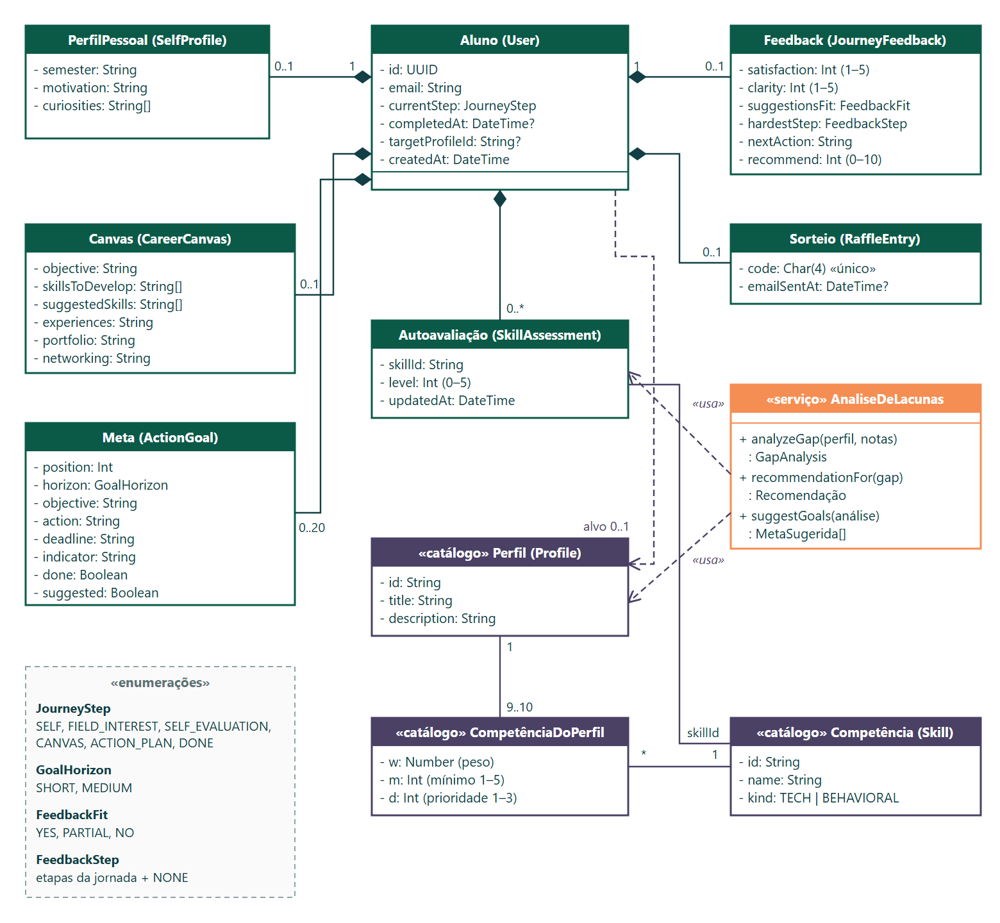 PerfilPessoal (SelfProfile)
- semester: String
- motivation: String
- curiosities: String[]
0..1
1
Aluno (User)
- id: UUID
- email: String
- currentStep: JourneyStep
- completedAt: DateTime?
- targetProfileId: String?
- createdAt: DateTime
1
0..1
Feedback (JourneyFeedback)
- satisfaction: Int (1–5)
- clarity: Int (1–5)
- suggestionsFit: FeedbackFit
- hardestStep: FeedbackStep
- nextAction: String
- recommend: Int (0–10)
Canvas (CareerCanvas)
- objective: String
- skillsToDevelop: String[]
- suggestedSkills: String[]
- experiences: String
- portfolio: String
- networking: String
0..1
0..1
Sorteio (RaffleEntry)
- code: Char(4) «único»
- emailSentAt: DateTime?
0..*
Autoavaliação (SkillAssessment)
- skillId: String
- level: Int (0–5)
- updatedAt: DateTime
«usa»
«serviço» AnaliseDeLacunas
+ analyzeGap(perfil, notas)
: GapAnalysis
+ recommendationFor(gap)
: Recomendação
+ suggestGoals(análise)
: MetaSugerida[]
«usa»
Meta (ActionGoal)
- position: Int
- horizon: GoalHorizon
- objective: String
- action: String
- deadline: String
- indicator: String
- done: Boolean
- suggested: Boolean
0..20
alvo 0..1
«catálogo» Perfil (Profile)
- id: String
- title: String
- description: String
1
9..10
«catálogo» CompetênciaDoPerfil
- w: Number (peso)
- m: Int (mínimo 1–5)
- d: Int (prioridade 1–3)
skillId
*
1
«catálogo» Competência (Skill)
- id: String
- name: String
- kind: TECH | BEHAVIORAL
«enumerações»
JourneyStep
SELF, FIELD_INTEREST, SELF_EVALUATION,
CANVAS, ACTION_PLAN, DONE
GoalHorizon
SHORT, MEDIUM
FeedbackFit
YES, PARTIAL, NO
FeedbackStep
etapas da jornada + NONE